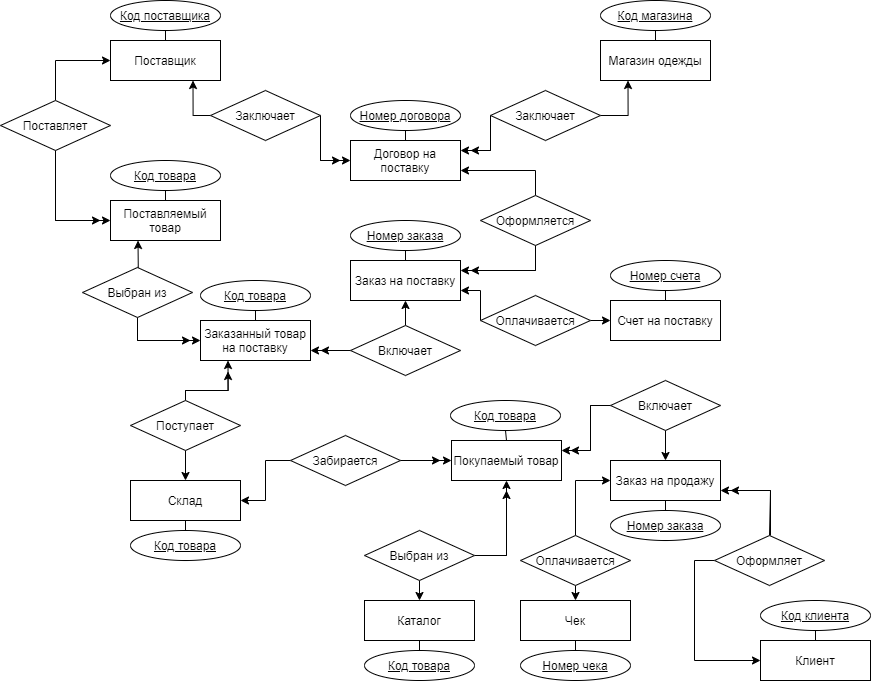 Код поставщика
Код магазина
Поставщик
Магазин одежды
Поставляет
Заключает
Номер договора
Заключает
Договор на
поставку
Код товара
Поставляемый
товар
Оформляется
Номер заказа
Заказ на поставку
Номер счета
Выбран из
Код товара
Оплачивается
Счет на поставку
Заказанный товар
на поставку
Включает
Поступает
Код товара
Включает
Забирается
Покупаемый товар
Заказ на продажу
Склад
Номер заказа
Код товара
Выбран из
Оплачивается
Оформляет
Каталог
Чек
Код клиента
Код товара
Номер чека
Клиент